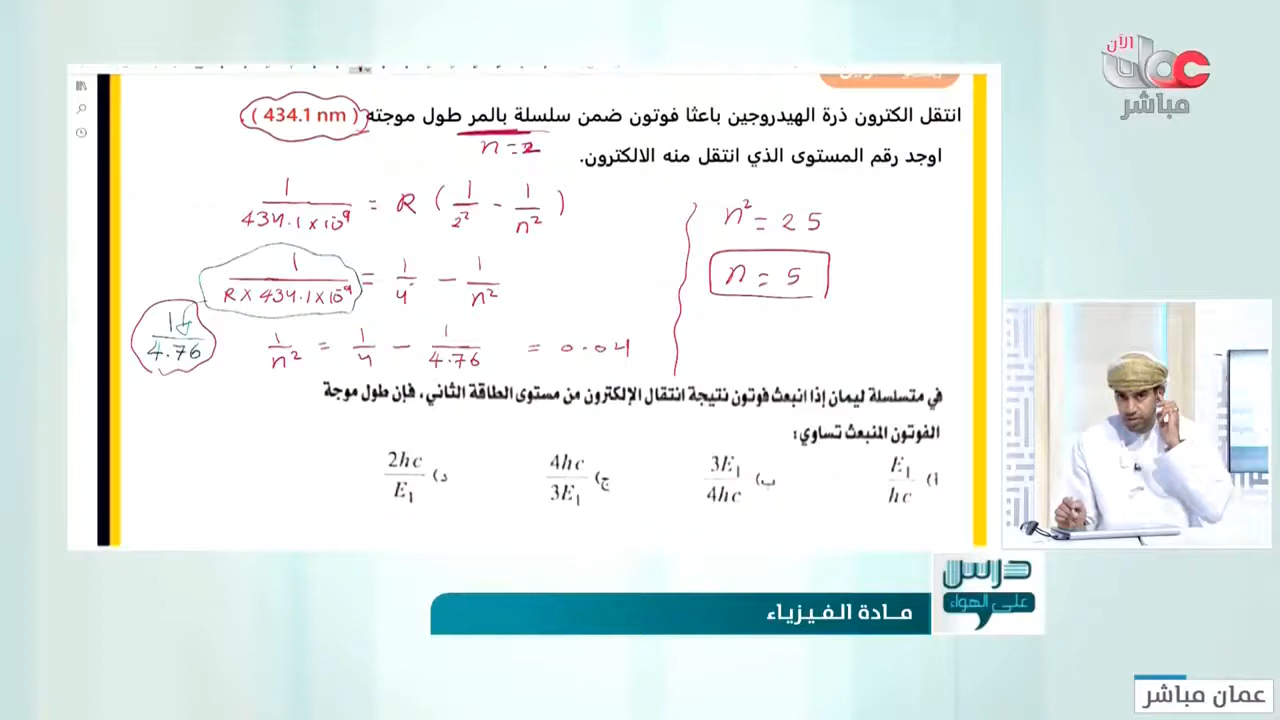 الآن
عمان
مباشر
انتقل الكترون ذرة الهيدروجين باعثا فوتون ضمن سلسلة بالمر طول موجته ( 434.1 nm )
n = 2
اوجد رقم المستوى الذي انتقل منه الالكترون.
1/(434.1 × 10⁻⁹) = R ( 1/2² - 1/n² )
1/(R × 434.1 × 10⁻⁹) = 1/4 - 1/n²
1/4.76
1/n² = 1/4 - 1/4.76 = 0.04
n² = 25
n = 5
في متسلسلة ليمان إذا انبعث فوتون نتيجة انتقال الإلكترون من مستوى الطاقة الثاني، فإن طول موجة
الفوتون المنبعث تساوي:
أ) E₁/hc ب) 3E₁/4hc ج) 4hc/3E₁ د) 2hc/E₁
درس
على الهواء
مادة الفيزياء
عمان مباشر